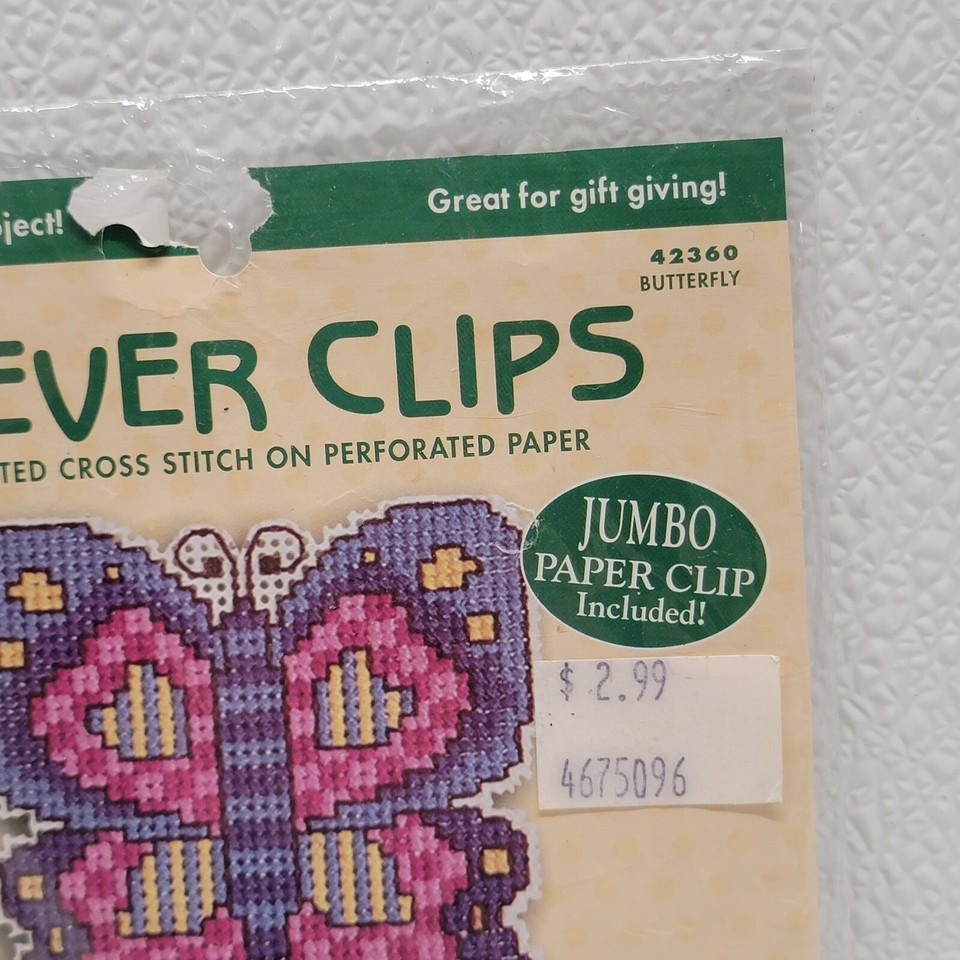 oject!
Great for gift giving!
42360
BUTTERFLY
EVER CLIPS
TED CROSS STITCH ON PERFORATED PAPER
JUMBO
PAPER CLIP
Included!
$ 2.99
4675096